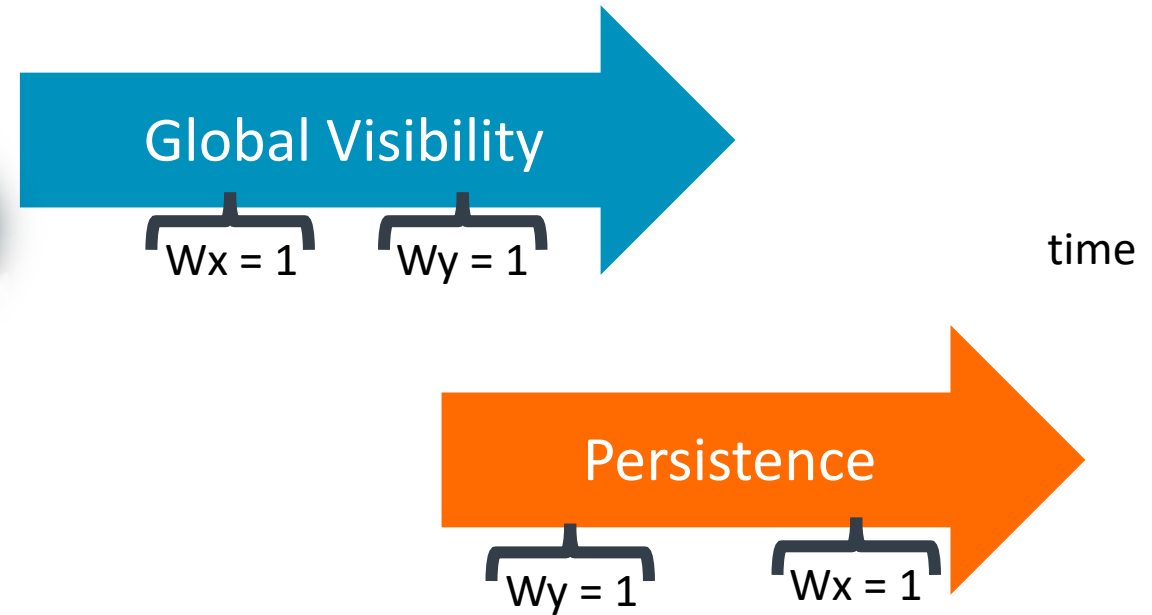 Global Visibility
Wx = 1 Wy = 1
time
Persistence
Wy = 1 Wx = 1